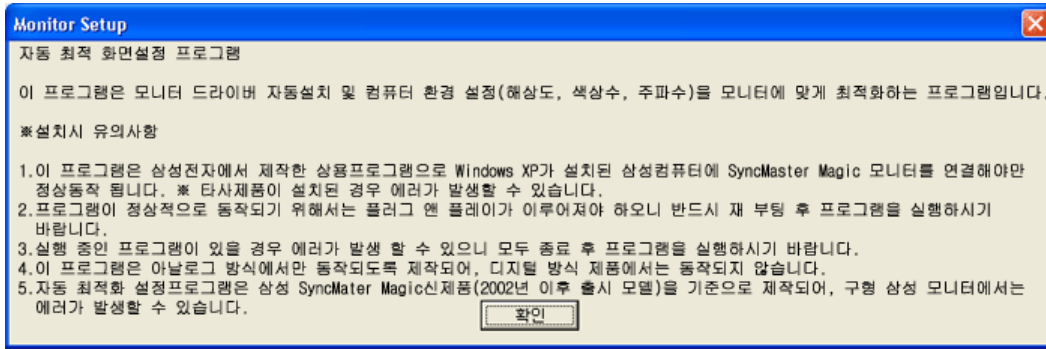 Monitor Setup
자동 최적 화면설정 프로그램
이 프로그램은 모니터 드라이버 자동설치 및 컴퓨터 환경 설정(해상도, 색상수, 주파수)을 모니터에 맞게 최적화하는 프로그램입니다.
※설치시 유의사항
1.이 프로그램은 삼성전자에서 제작한 상용프로그램으로 Windows XP가 설치된 삼성컴퓨터에 SyncMaster Magic 모니터를 연결해야만
정상동작 됩니다. ※ 타사제품이 설치된 경우 에러가 발생할 수 있습니다.
2.프로그램이 정상적으로 동작되기 위해서는 플러그 앤 플레이가 이루어져야 하오니 반드시 재 부팅 후 프로그램을 실행하시기
바랍니다.
3.실행 중인 프로그램이 있을 경우 에러가 발생 할 수 있으니 모두 종료 후 프로그램을 실행하시기 바랍니다.
4.이 프로그램은 아날로그 방식에서만 동작되도록 제작되어, 디지털 방식 제품에서는 동작되지 않습니다.
5.자동 최적화 설정프로그램은 삼성 SyncMater Magic신제품(2002년 이후 출시 모델)을 기준으로 제작되어, 구형 삼성 모니터에서는
에러가 발생할 수 있습니다.
확인